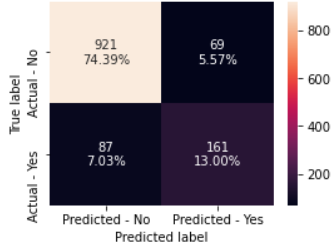 921
74.39%
69
5.57%
87
7.03%
161
13.00%
True label
Actual - No
Actual - Yes
Predicted - No
Predicted - Yes
Predicted label
800
600
400
200